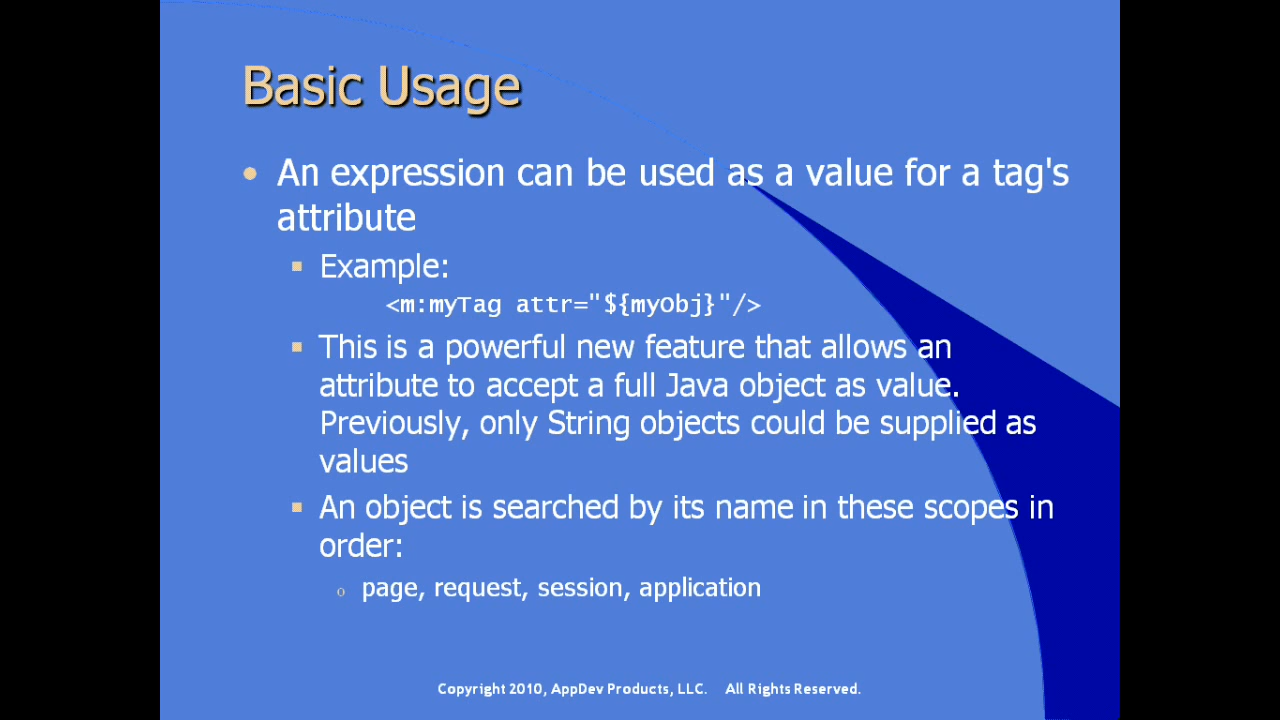 Basic Usage
An expression can be used as a value for a tag's
attribute
Example:
<m:myTag attr="${myObj}"/>
This is a powerful new feature that allows an
attribute to accept a full Java object as value.
Previously, only String objects could be supplied as
values
An object is searched by its name in these scopes in
order:
page, request, session, application
Copyright 2010, AppDev Products, LLC. All Rights Reserved.